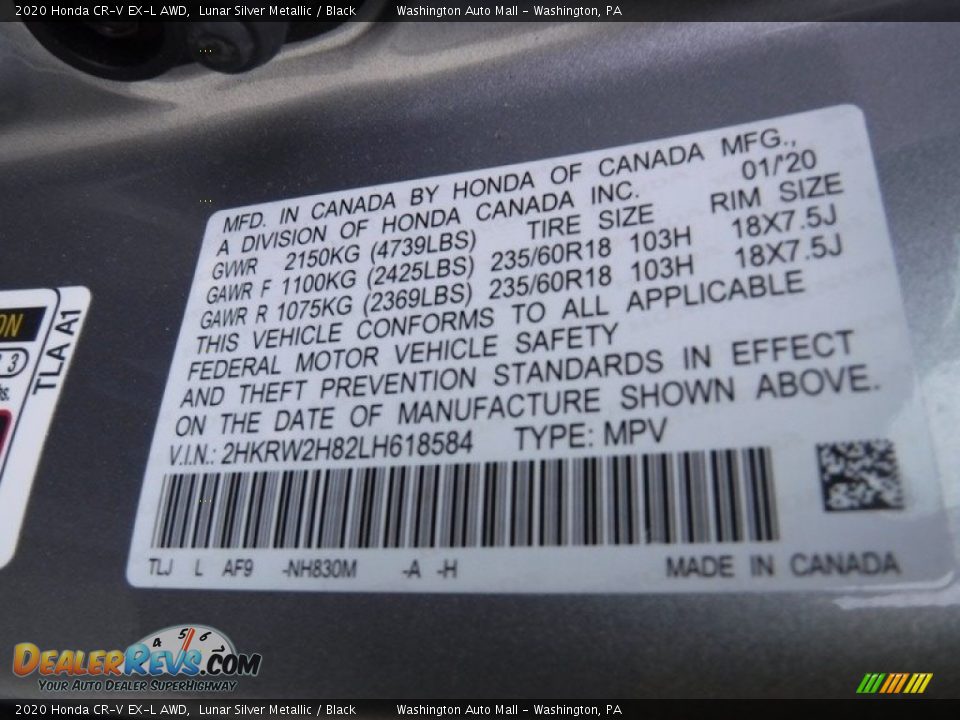 2020 Honda CR-V EX-L AWD, Lunar Silver Metallic / Black Washington Auto Mall - Washington, PA
MFD. IN CANADA BY HONDA OF CANADA MFG.,
A DIVISION OF HONDA CANADA INC. 01/'20
GVWR 2150KG (4739LBS) TIRE SIZE RIM SIZE
GAWR F 1100KG (2425LBS) 235/60R18 103H 18X7.5J
GAWR R 1075KG (2369LBS) 235/60R18 103H 18X7.5J
THIS VEHICLE CONFORMS TO ALL APPLICABLE
FEDERAL MOTOR VEHICLE SAFETY
AND THEFT PREVENTION STANDARDS IN EFFECT
ON THE DATE OF MANUFACTURE SHOWN ABOVE.
V.I.N.: 2HKRW2H82LH618584 TYPE: MPV
TLJ L AF9 -NH830M -A -H MADE IN CANADA
ON
3
TLA A1
4 5 6
DEALERREVS.COM
YOUR AUTO DEALER SUPERHIGHWAY
2020 Honda CR-V EX-L AWD, Lunar Silver Metallic / Black Washington Auto Mall - Washington, PA